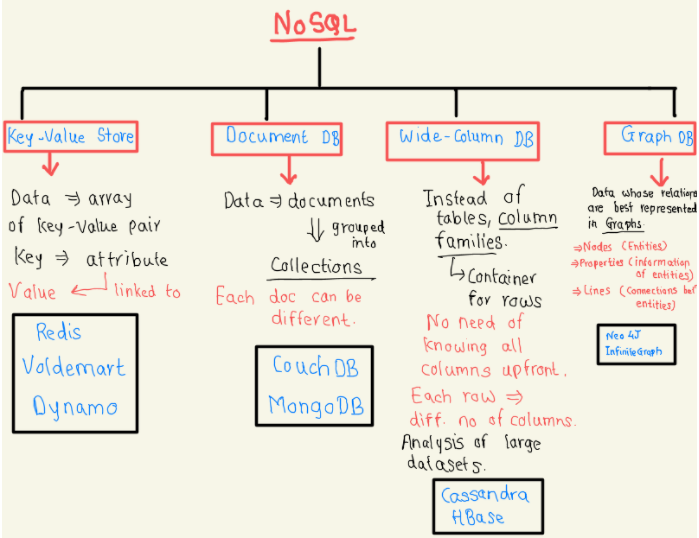 NoSQL
Key-Value Store
Data ⇒ array
of key-value pair
Key ⇒ attribute
Value ← linked to
Redis
Voldemart
Dynamo
Document DB
Data ⇒ documents
⇓ grouped
into
Collections
Each doc can be
different.
CouchDB
MongoDB
Wide-Column DB
Instead of
tables, column
families.
↳ Container
for rows
No need of
knowing all
columns upfront.
Each row ⇒
diff. no of columns.
Analysis of large
datasets.
Cassandra
HBase
Graph DB
Data whose relations
are best represented
in Graphs.
⇒ Nodes (Entities)
⇒ Properties (information
of entities)
⇒ Lines (Connections bet
entities)
Neo 4J
InfiniteGraph